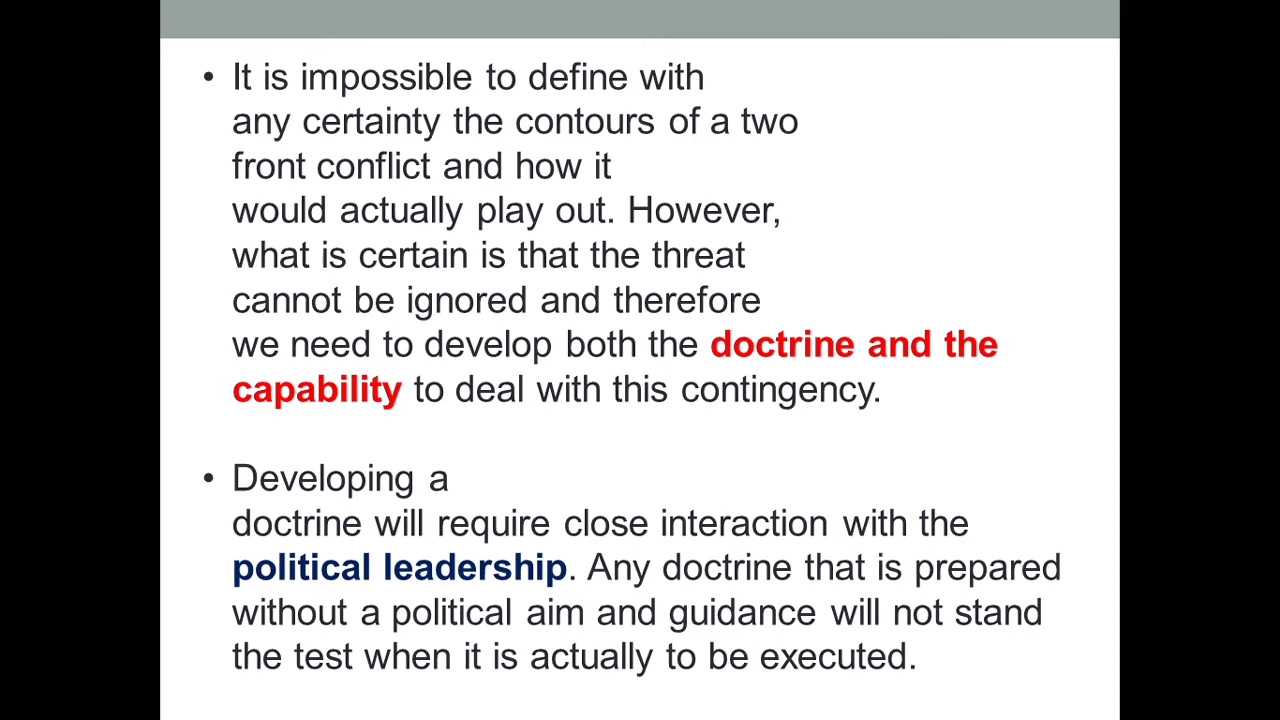 • It is impossible to define with
any certainty the contours of a two
front conflict and how it
would actually play out. However,
what is certain is that the threat
cannot be ignored and therefore
we need to develop both the doctrine and the
capability to deal with this contingency.
• Developing a
doctrine will require close interaction with the
political leadership. Any doctrine that is prepared
without a political aim and guidance will not stand
the test when it is actually to be executed.